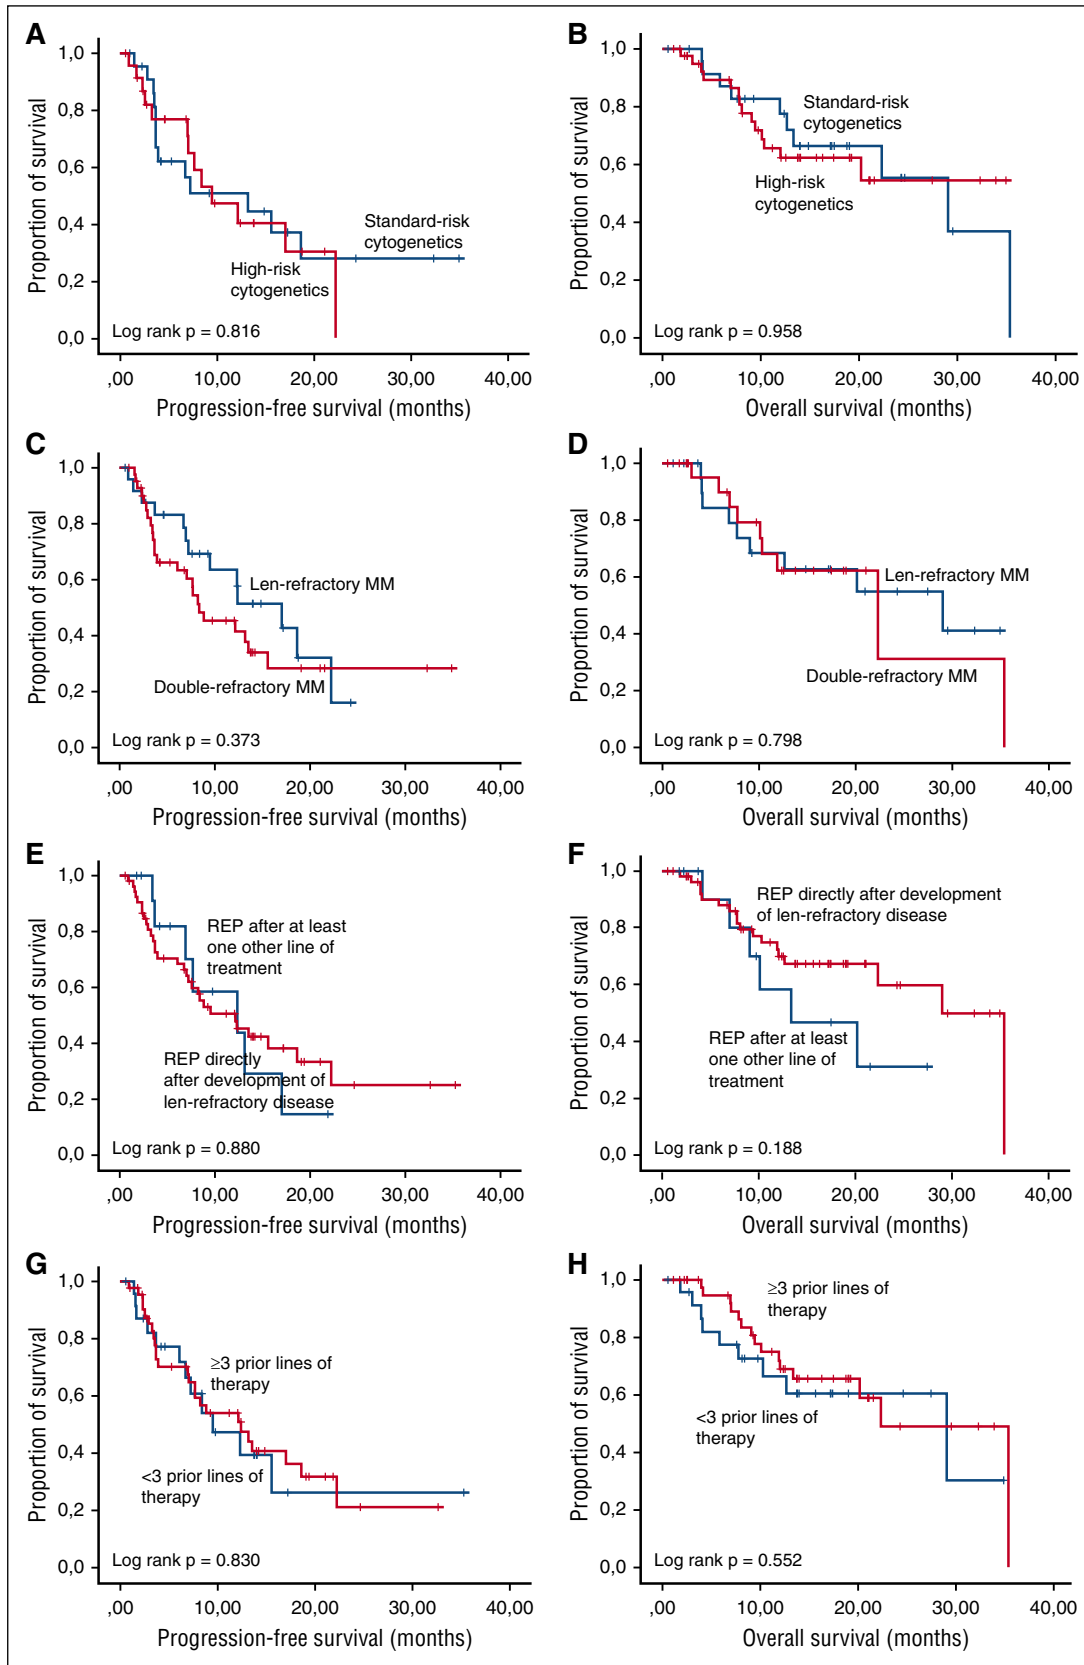 A
1,0
0,8
0,6
0,4
0,2
0,0
Proportion of survival
Standard-risk
cytogenetics
High-risk
cytogenetics
Log rank p = 0.816
,00
10,00
20,00
30,00
40,00
Progression-free survival (months)
B
1,0
0,8
0,6
0,4
0,2
0,0
Proportion of survival
Standard-risk
cytogenetics
High-risk
cytogenetics
Log rank p = 0.958
,00
10,00
20,00
30,00
40,00
Overall survival (months)
C
1,0
0,8
0,6
0,4
0,2
0,0
Proportion of survival
Len-refractory MM
Double-refractory MM
Log rank p = 0.373
,00
10,00
20,00
30,00
40,00
Progression-free survival (months)
D
1,0
0,8
0,6
0,4
0,2
0,0
Proportion of survival
Len-refractory MM
Double-refractory MM
Log rank p = 0.798
,00
10,00
20,00
30,00
40,00
Overall survival (months)
E
1,0
0,8
0,6
0,4
0,2
0,0
Proportion of survival
REP after at least
one other line of
treatment
REP directly
after development of
len-refractory disease
Log rank p = 0.880
,00
10,00
20,00
30,00
40,00
Progression-free survival (months)
F
1,0
0,8
0,6
0,4
0,2
0,0
Proportion of survival
REP directly after development
of len-refractory disease
REP after at least
one other line of
treatment
Log rank p = 0.188
,00
10,00
20,00
30,00
40,00
Overall survival (months)
G
1,0
0,8
0,6
0,4
0,2
0,0
Proportion of survival
≥3 prior lines of
therapy
<3 prior lines of
therapy
Log rank p = 0.830
,00
10,00
20,00
30,00
40,00
Progression-free survival (months)
H
1,0
0,8
0,6
0,4
0,2
0,0
Proportion of survival
≥3 prior lines of
therapy
<3 prior lines of
therapy
Log rank p = 0.552
,00
10,00
20,00
30,00
40,00
Overall survival (months)